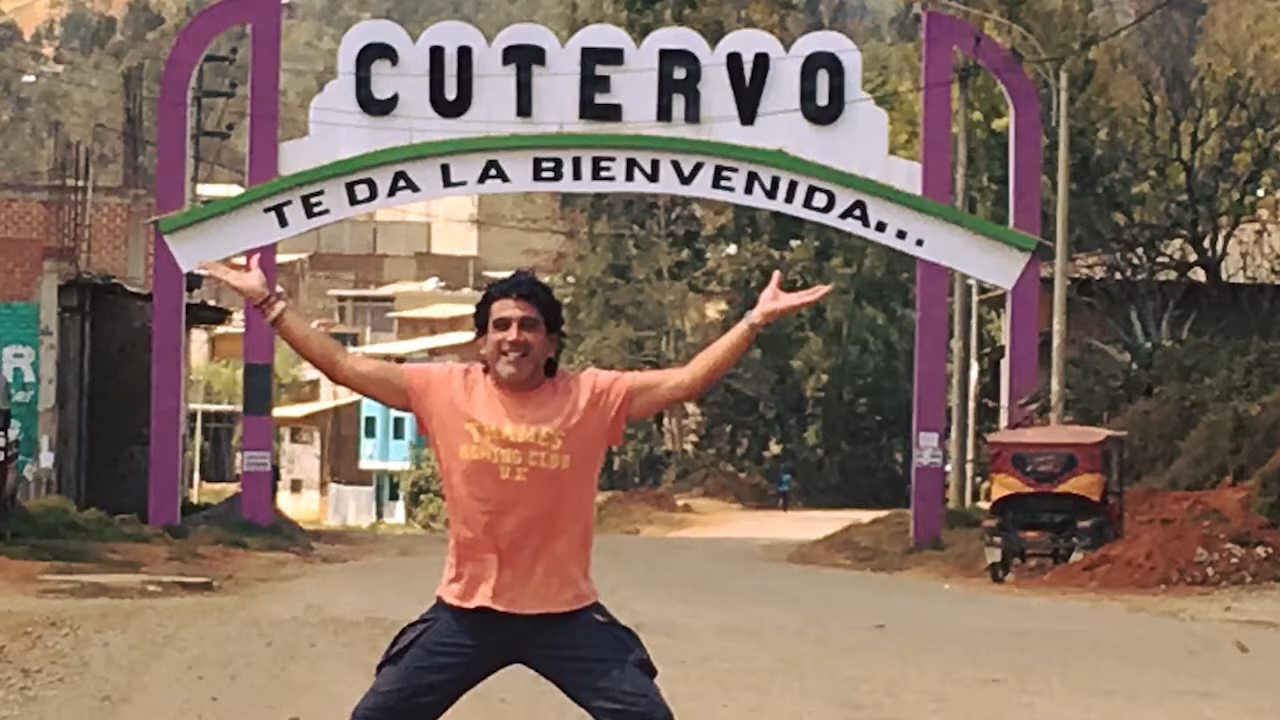 CUTERVO
TE DA LA BIENVENIDA...
THAMES
ROWING CLUB
U.K
R